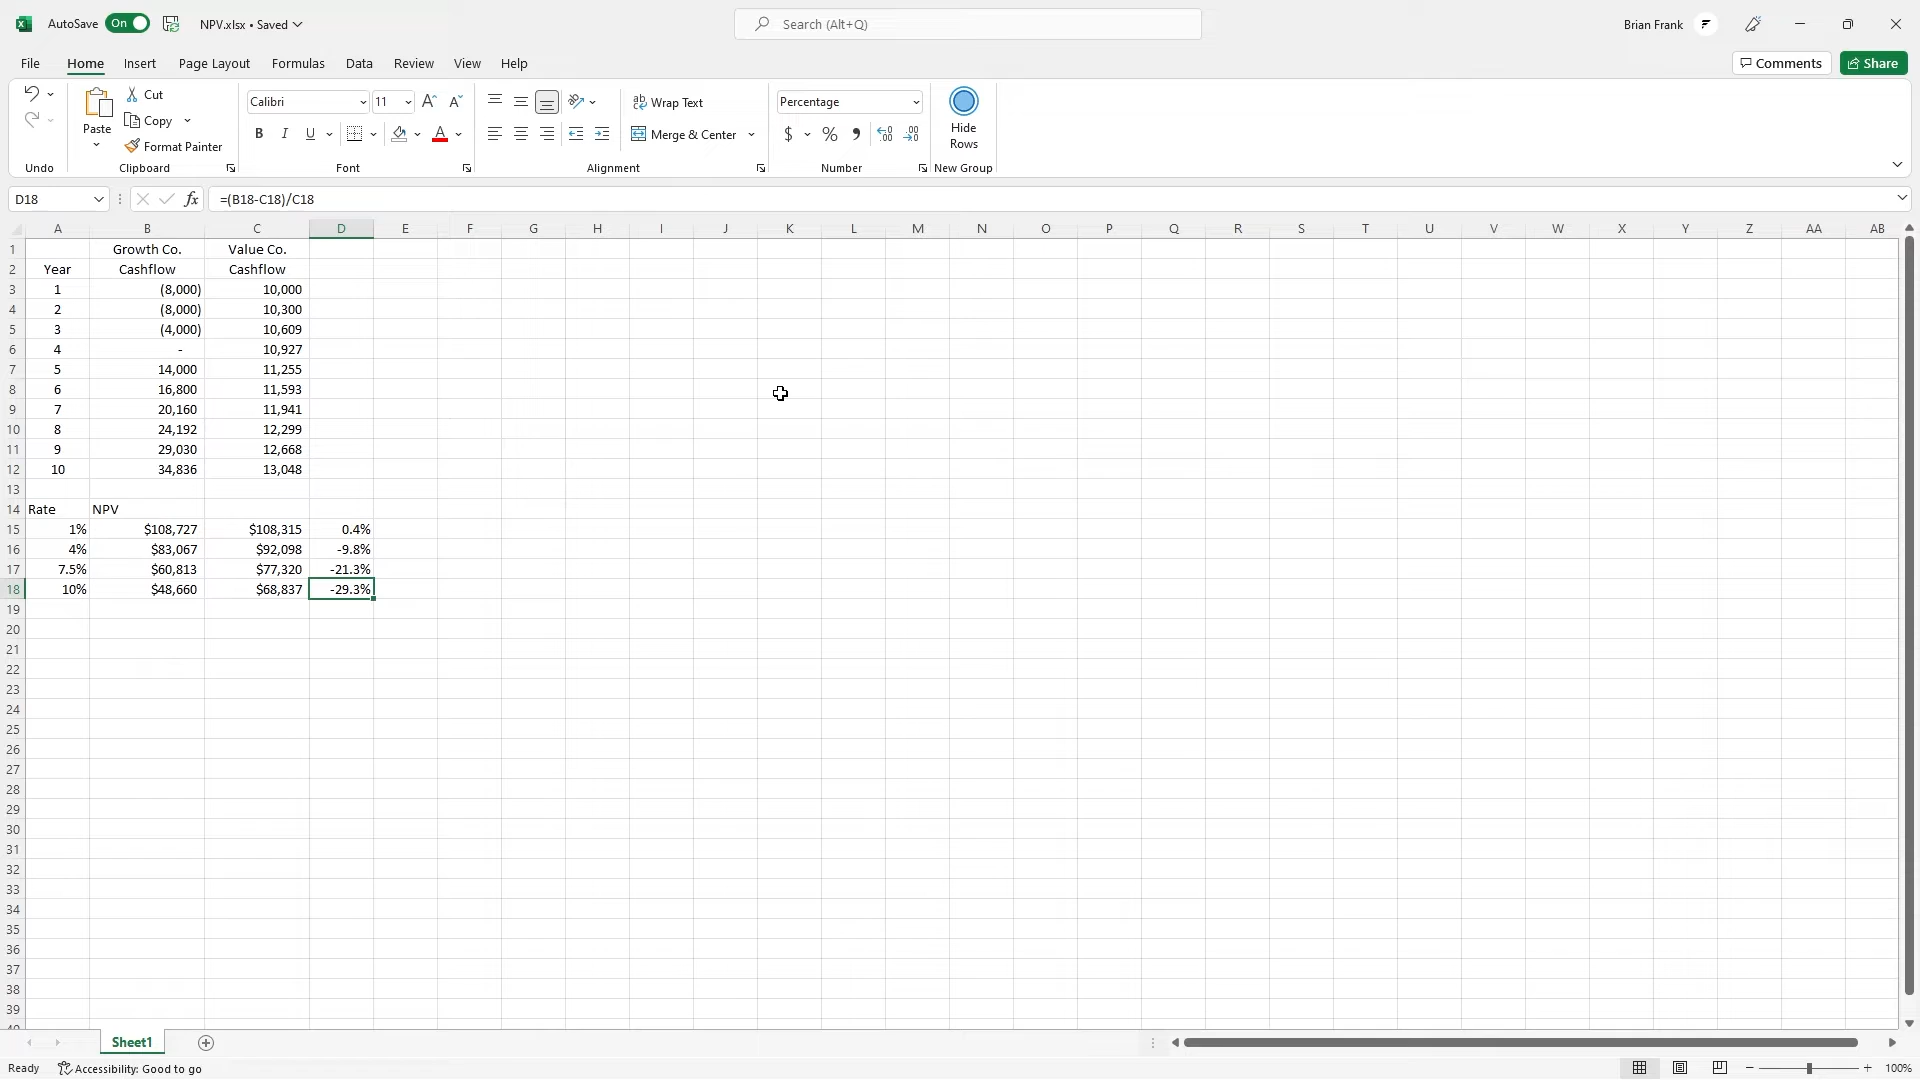 AutoSave On NPV.xlsx • Saved Search (Alt+Q) Brian Frank
File Home Insert Page Layout Formulas Data Review View Help Comments Share
Cut
Copy
Format Painter
Paste
Calibri 11
B I U A
ab Wrap Text
Merge & Center
Percentage
$ % , .00 .00
Hide
Rows
Undo Clipboard Font Alignment Number New Group
D18 fx =(B18-C18)/C18
A B C D E F G H I J K L M N O P Q R S T U V W X Y Z AA AB
1 Growth Co. Value Co.
2 Year Cashflow Cashflow
3 1 (8,000) 10,000
4 2 (8,000) 10,300
5 3 (4,000) 10,609
6 4 - 10,927
7 5 14,000 11,255
8 6 16,800 11,593
9 7 20,160 11,941
10 8 24,192 12,299
11 9 29,030 12,668
12 10 34,836 13,048
13
14 Rate NPV
15 1% $108,727 $108,315 0.4%
16 4% $83,067 $92,098 -9.8%
17 7.5% $60,813 $77,320 -21.3%
18 10% $48,660 $68,837 -29.3%
19
20
21
22
23
24
25
26
27
28
29
30
31
32
33
34
35
36
37
38
39
Sheet1
Ready Accessibility: Good to go 100%